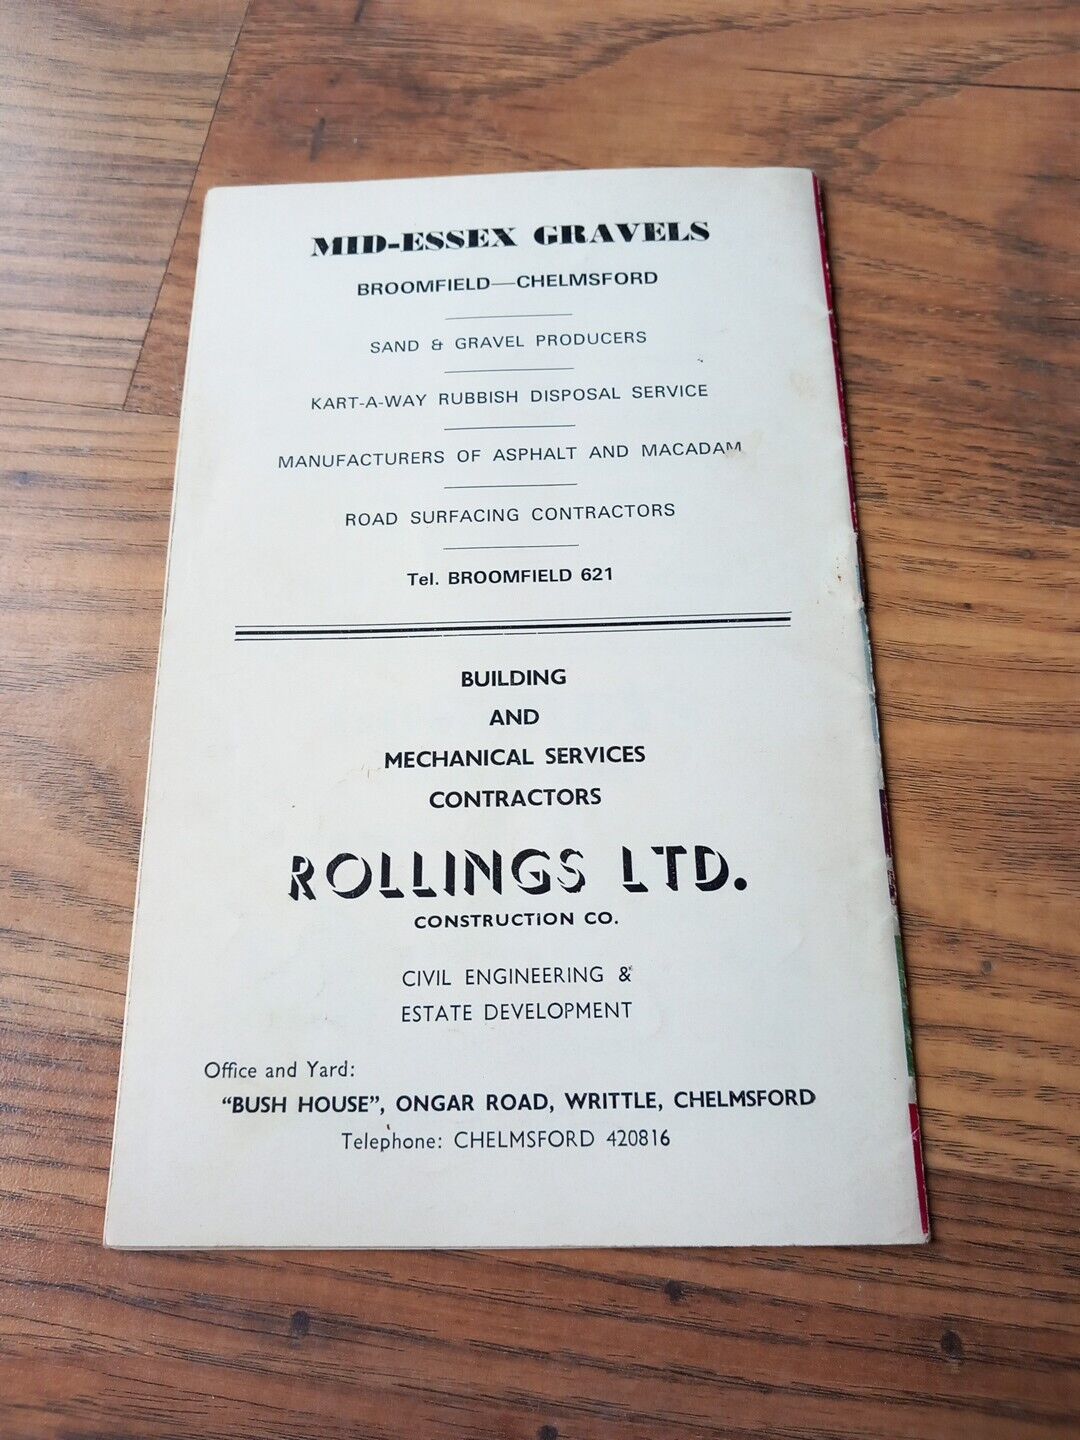 MID-ESSEX GRAVELS
BROOMFIELD—CHELMSFORD
SAND & GRAVEL PRODUCERS
KART-A-WAY RUBBISH DISPOSAL SERVICE
MANUFACTURERS OF ASPHALT AND MACADAM
ROAD SURFACING CONTRACTORS
Tel. BROOMFIELD 621
BUILDING
AND
MECHANICAL SERVICES
CONTRACTORS
ROLLINGS LTD.
CONSTRUCTiON CO.
CIVIL ENGINEERING &
ESTATE DEVELOPMENT
Office and Yard:
“BUSH HOUSE”, ONGAR ROAD, WRITTLE, CHELMSFORD
Telephone: CHELMSFORD 420816